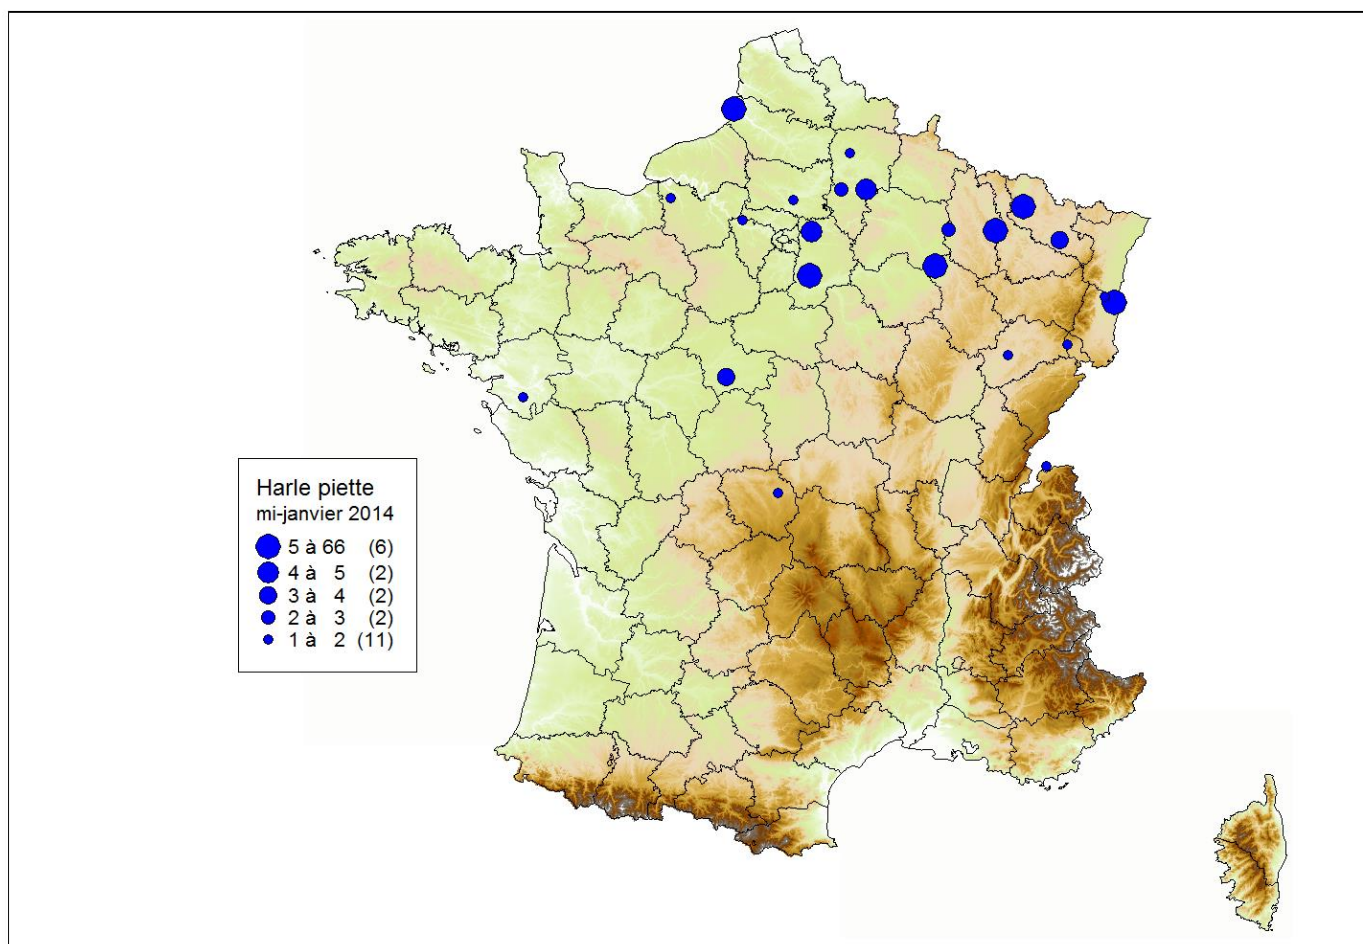 Harle piette
mi-janvier 2014
5 à 66 (6)
4 à 5 (2)
3 à 4 (2)
2 à 3 (2)
1 à 2 (11)